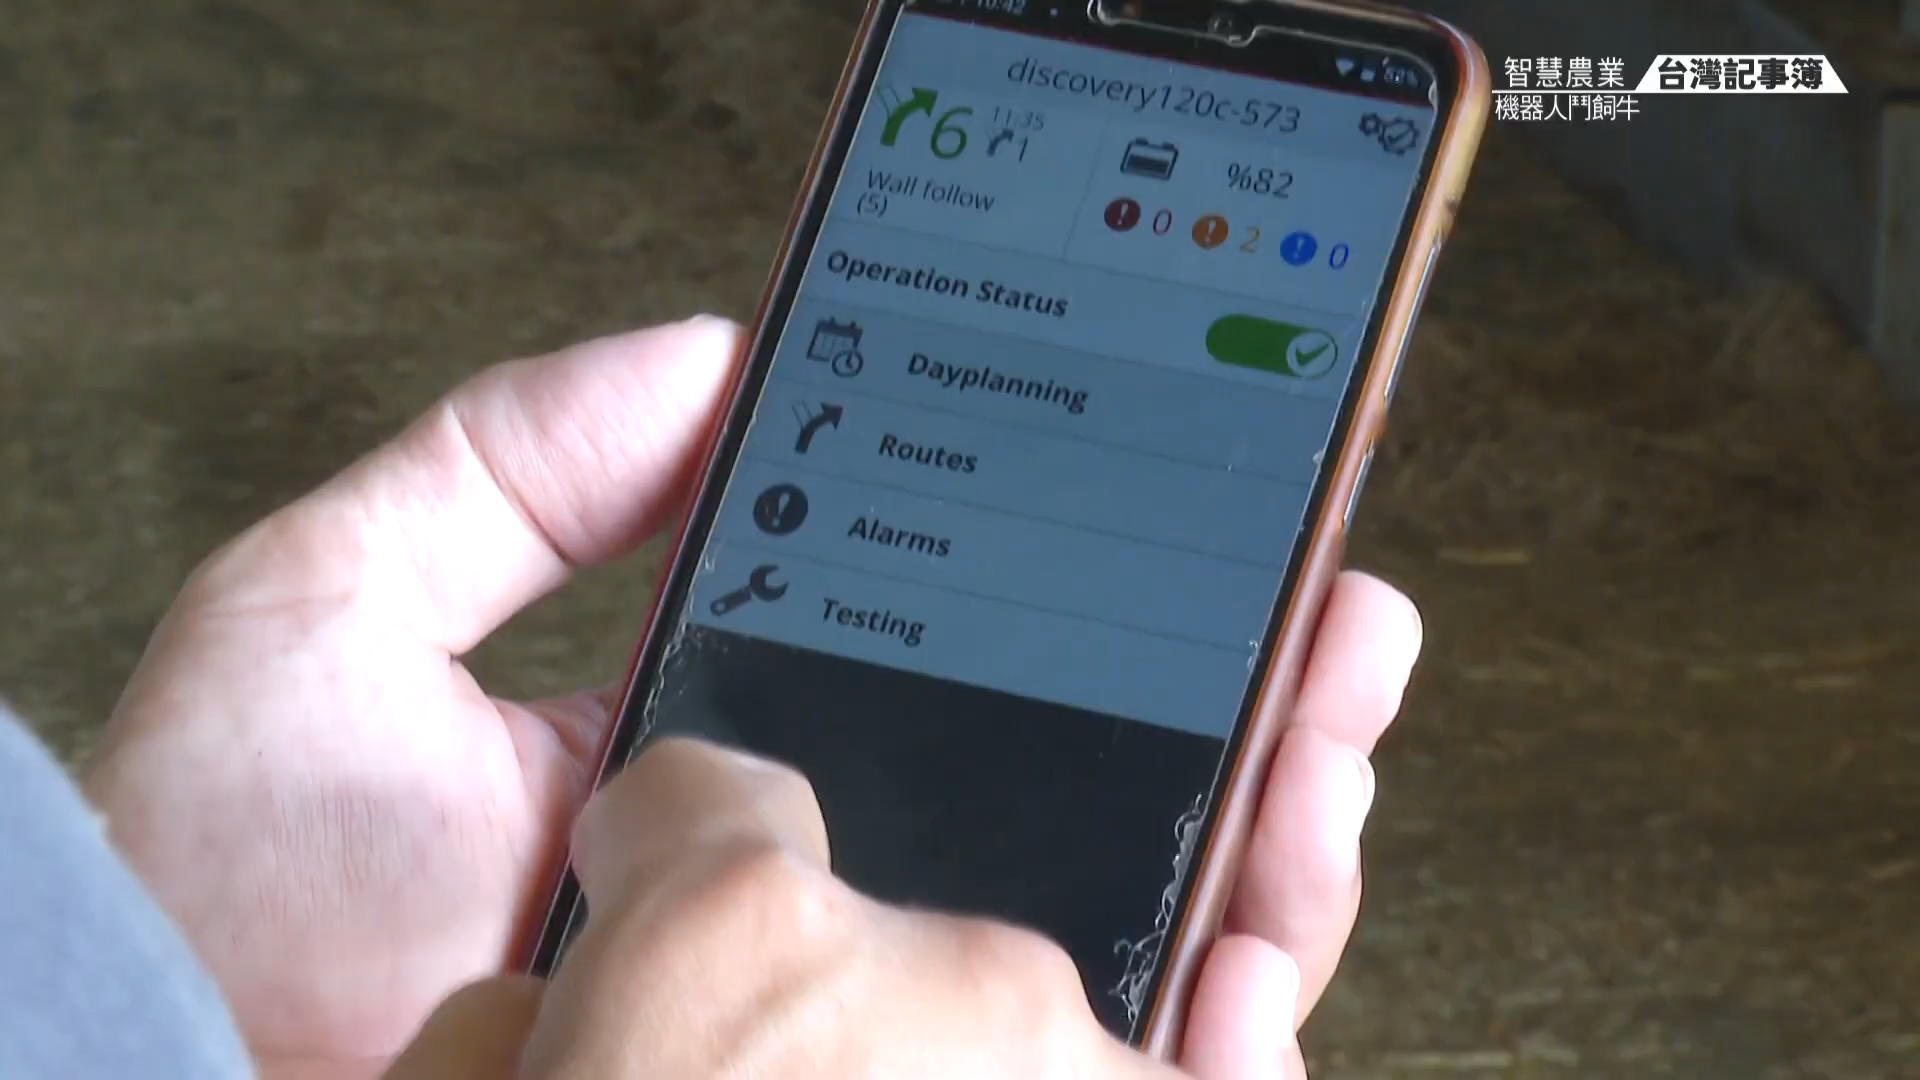 智慧農業
台灣記事簿
機器人鬥飼牛
discovery120c-573
6
11:35
1
Wall follow
(5)
%82
0
2
0
Operation Status
Dayplanning
Routes
Alarms
Testing